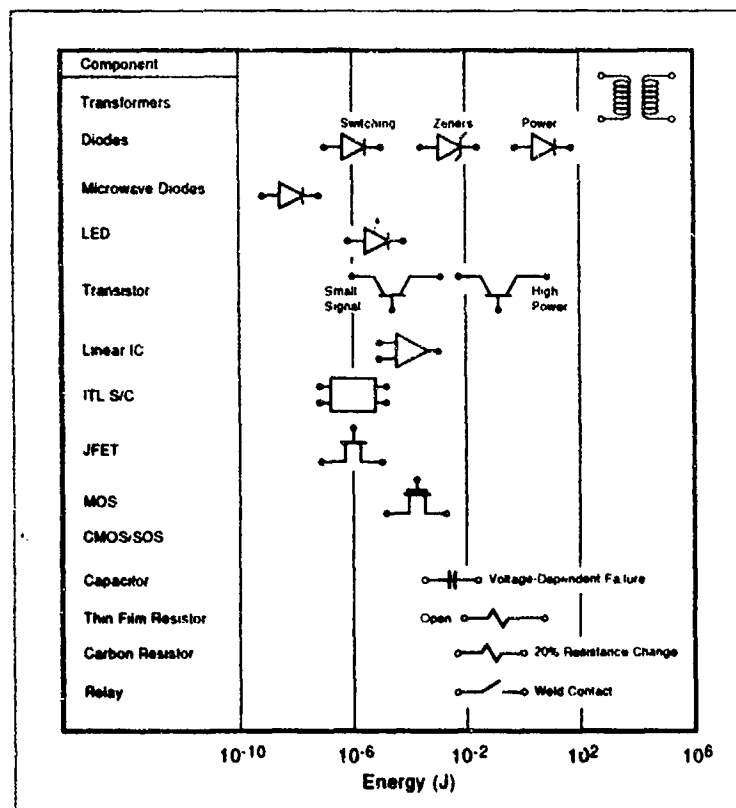 Component
Transformers
Diodes
Switching Zeners Power
Microwave Diodes
LED
Transistor
Small
Signal
High
Power
Linear IC
ITL S/C
JFET
MOS
CMOS/SOS
Capacitor
Voltage-Dependent Failure
Thin Film Resistor
Open
Carbon Resistor
20% Resistance Change
Relay
Weld Contact
10-10 10-6 10-2 102 106
Energy (J)